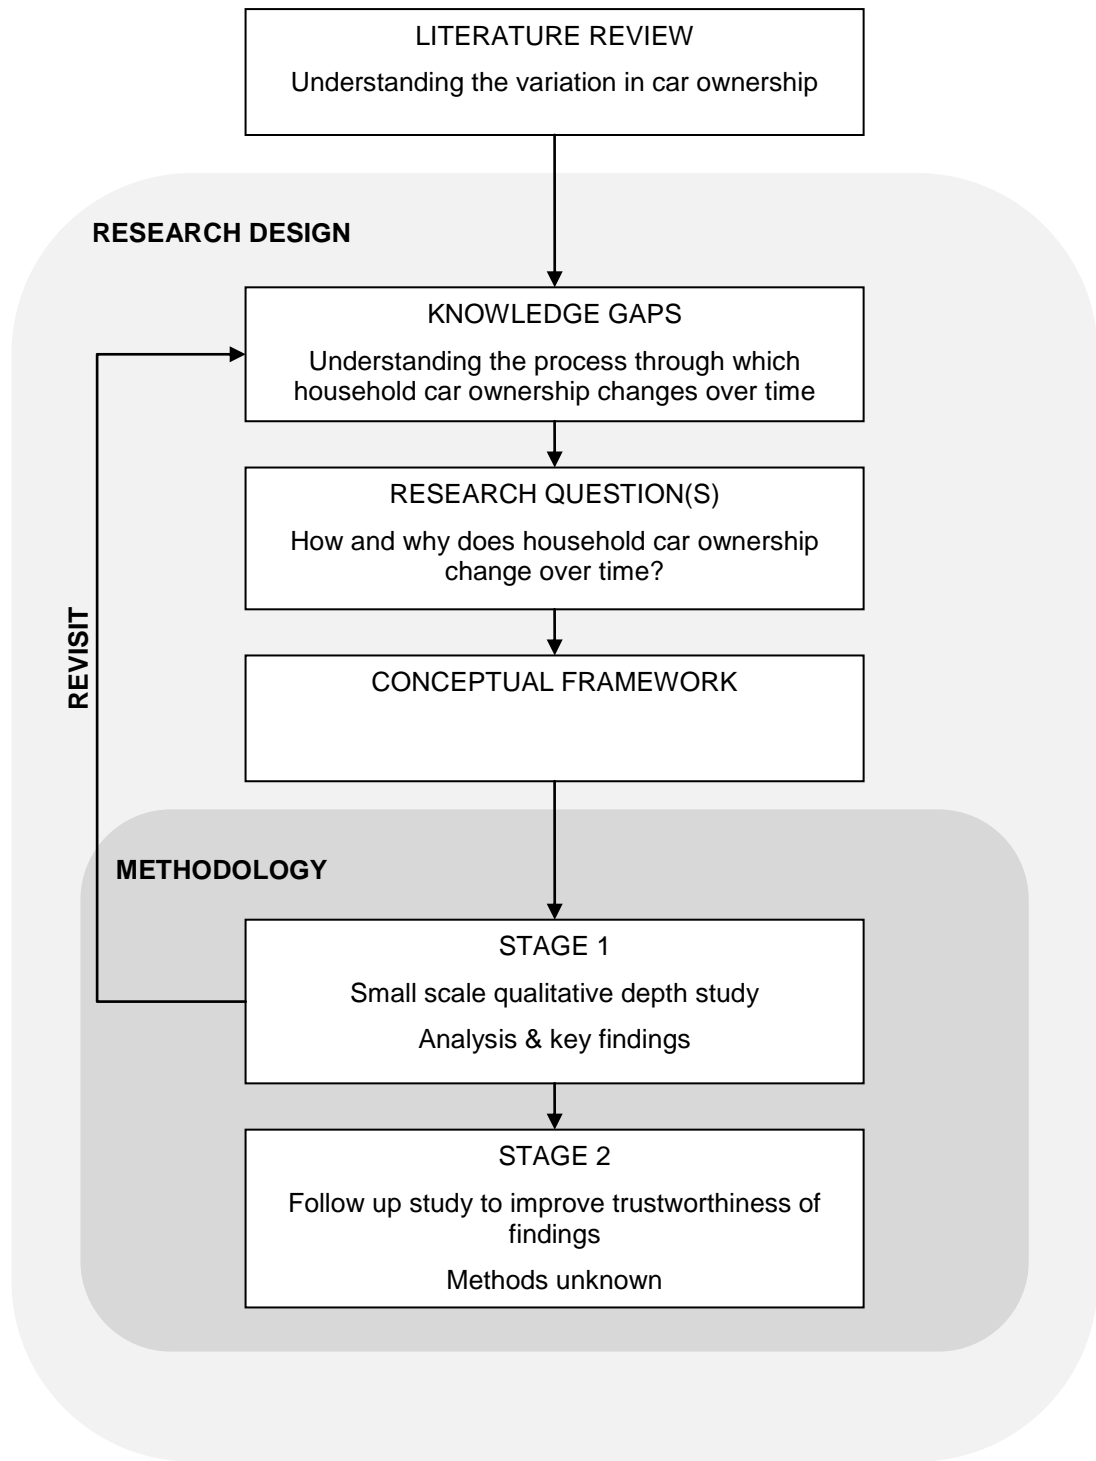 LITERATURE REVIEW
Understanding the variation in car ownership
RESEARCH DESIGN
KNOWLEDGE GAPS
Understanding the process through which
household car ownership changes over time
RESEARCH QUESTION(S)
How and why does household car ownership
change over time?
REVISIT
CONCEPTUAL FRAMEWORK
METHODOLOGY
STAGE 1
Small scale qualitative depth study
Analysis & key findings
STAGE 2
Follow up study to improve trustworthiness of
findings
Methods unknown